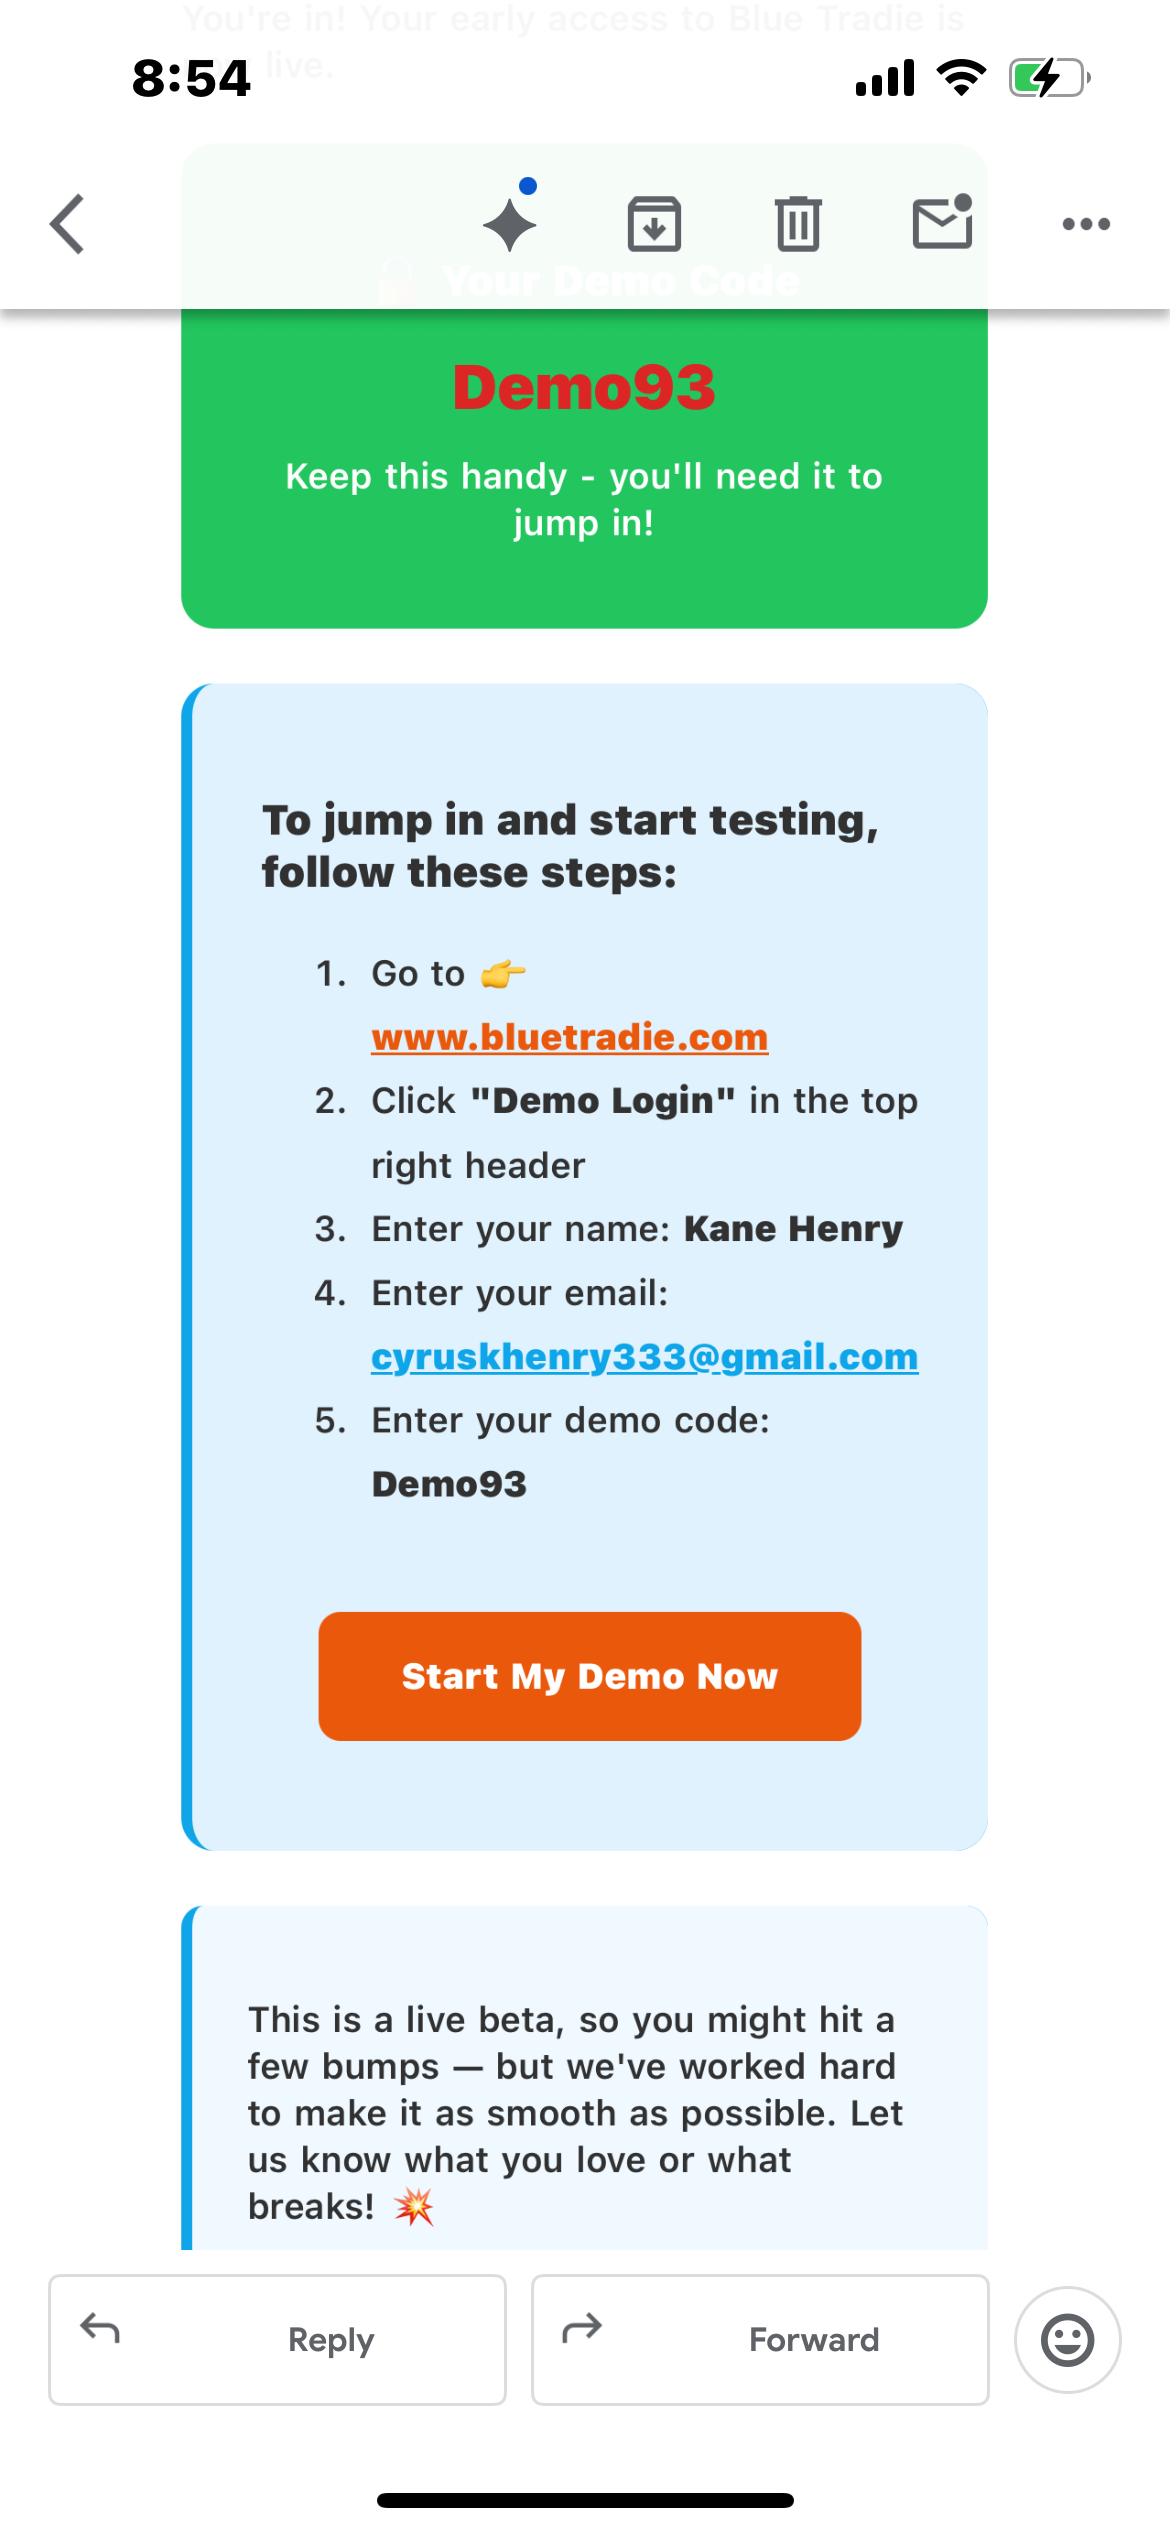 You're in! Your early access to Blue Tradie is
live.
8:54
Your Demo Code
Demo93
Keep this handy - you'll need it to
jump in!
To jump in and start testing,
follow these steps:
1. Go to 👉
www.bluetradie.com
2. Click "Demo Login" in the top
right header
3. Enter your name: Kane Henry
4. Enter your email:
cyruskhenry333@gmail.com
5. Enter your demo code:
Demo93
Start My Demo Now
This is a live beta, so you might hit a
few bumps — but we've worked hard
to make it as smooth as possible. Let
us know what you love or what
breaks! 💥
Reply
Forward